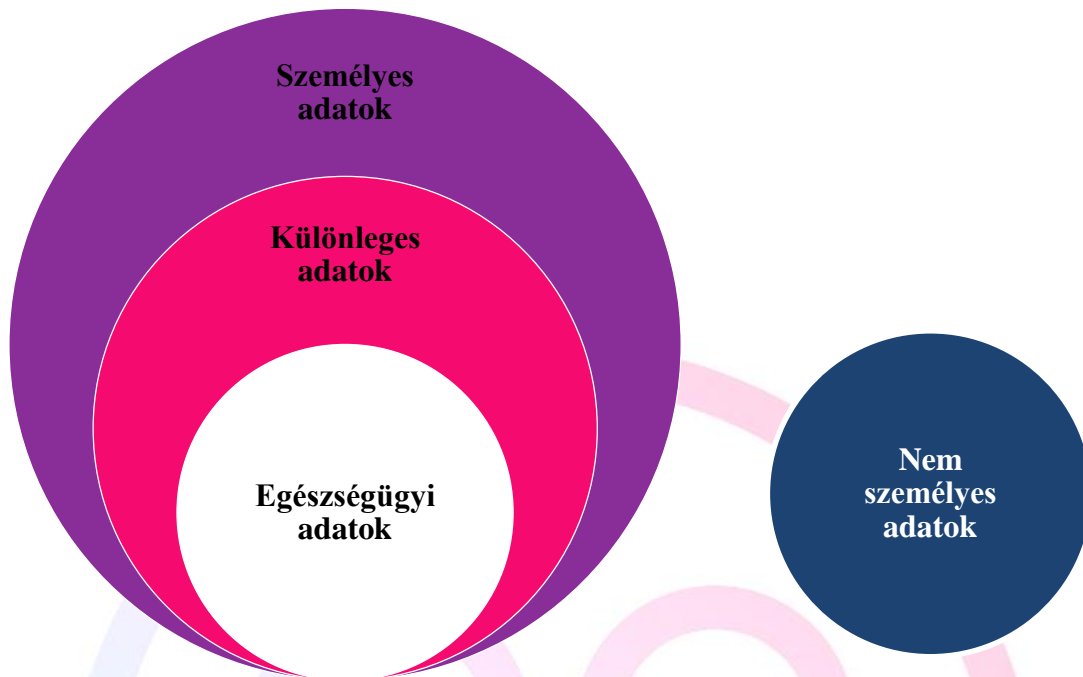 Személyes
adatok
Különleges
adatok
Egészségügyi
adatok
Nem
személyes
adatok